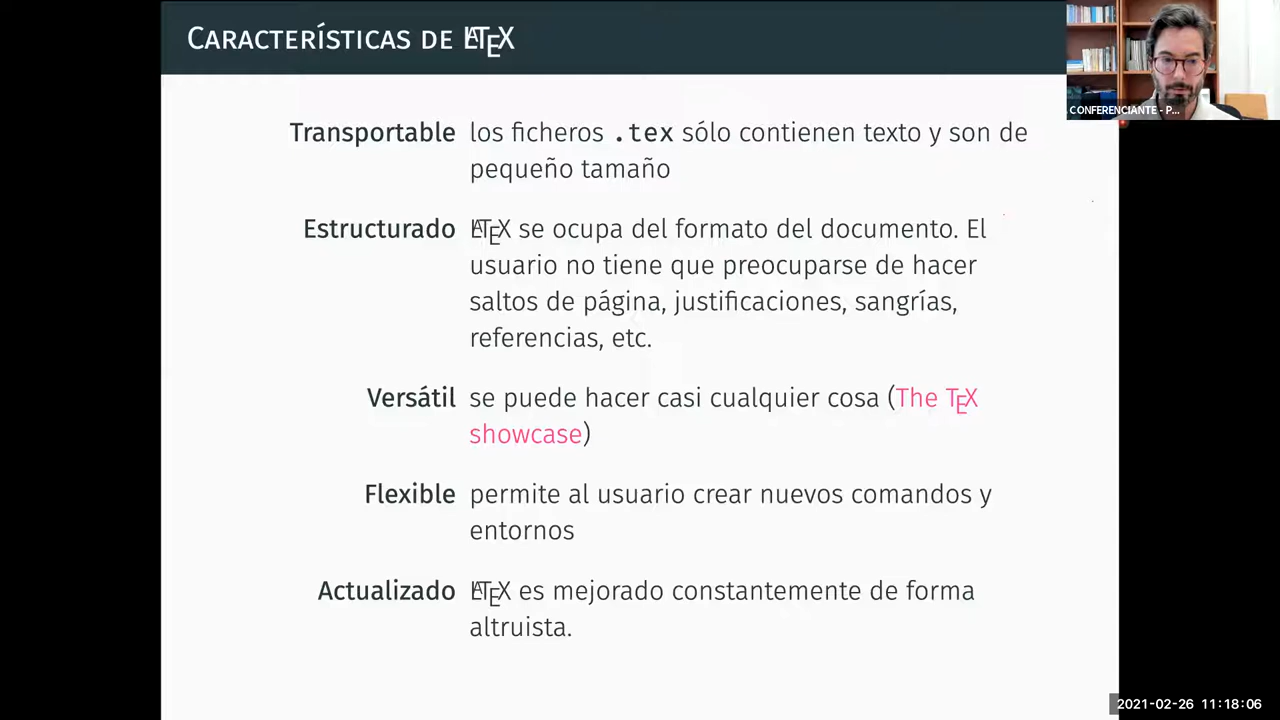 Características de LaTeX
CONFERENCIANTE - P...
Transportable los ficheros .tex sólo contienen texto y son de
pequeño tamaño
Estructurado LaTeX se ocupa del formato del documento. El
usuario no tiene que preocuparse de hacer
saltos de página, justificaciones, sangrías,
referencias, etc.
Versátil se puede hacer casi cualquier cosa (The TeX
showcase)
Flexible permite al usuario crear nuevos comandos y
entornos
Actualizado LaTeX es mejorado constantemente de forma
altruista.
2021-02-26 11:18:06